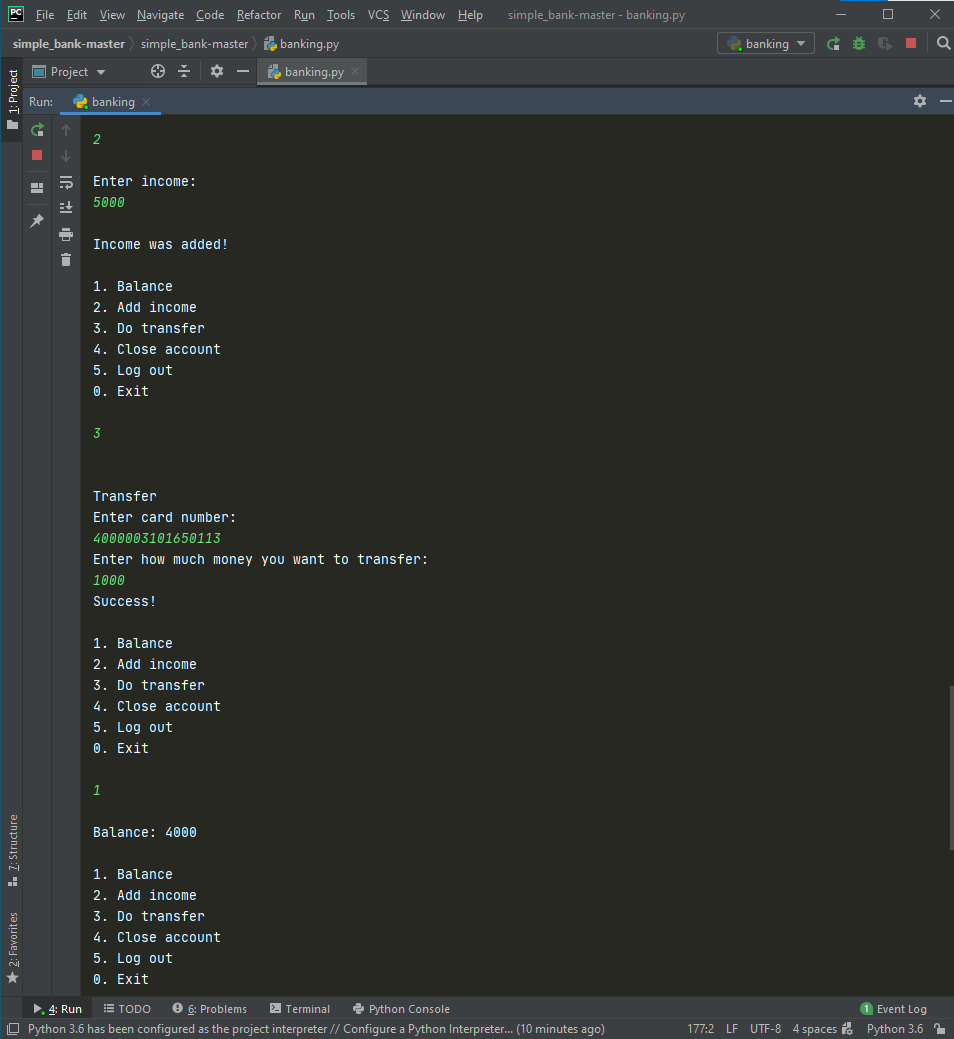 PC File Edit View Navigate Code Refactor Run Tools VCS Window Help simple_bank-master - banking.py
simple_bank-master simple_bank-master banking.py banking
1: Project
Project banking.py
Run: banking
2
Enter income:
5000
Income was added!
1. Balance
2. Add income
3. Do transfer
4. Close account
5. Log out
0. Exit
3
Transfer
Enter card number:
4000003101650113
Enter how much money you want to transfer:
1000
Success!
1. Balance
2. Add income
3. Do transfer
4. Close account
5. Log out
0. Exit
1
Balance: 4000
1. Balance
2. Add income
3. Do transfer
4. Close account
5. Log out
0. Exit
7: Structure
2: Favorites
4: Run TODO 6: Problems Terminal Python Console 1 Event Log
Python 3.6 has been configured as the project interpreter // Configure a Python Interpreter... (10 minutes ago) 177:2 LF UTF-8 4 spaces Python 3.6